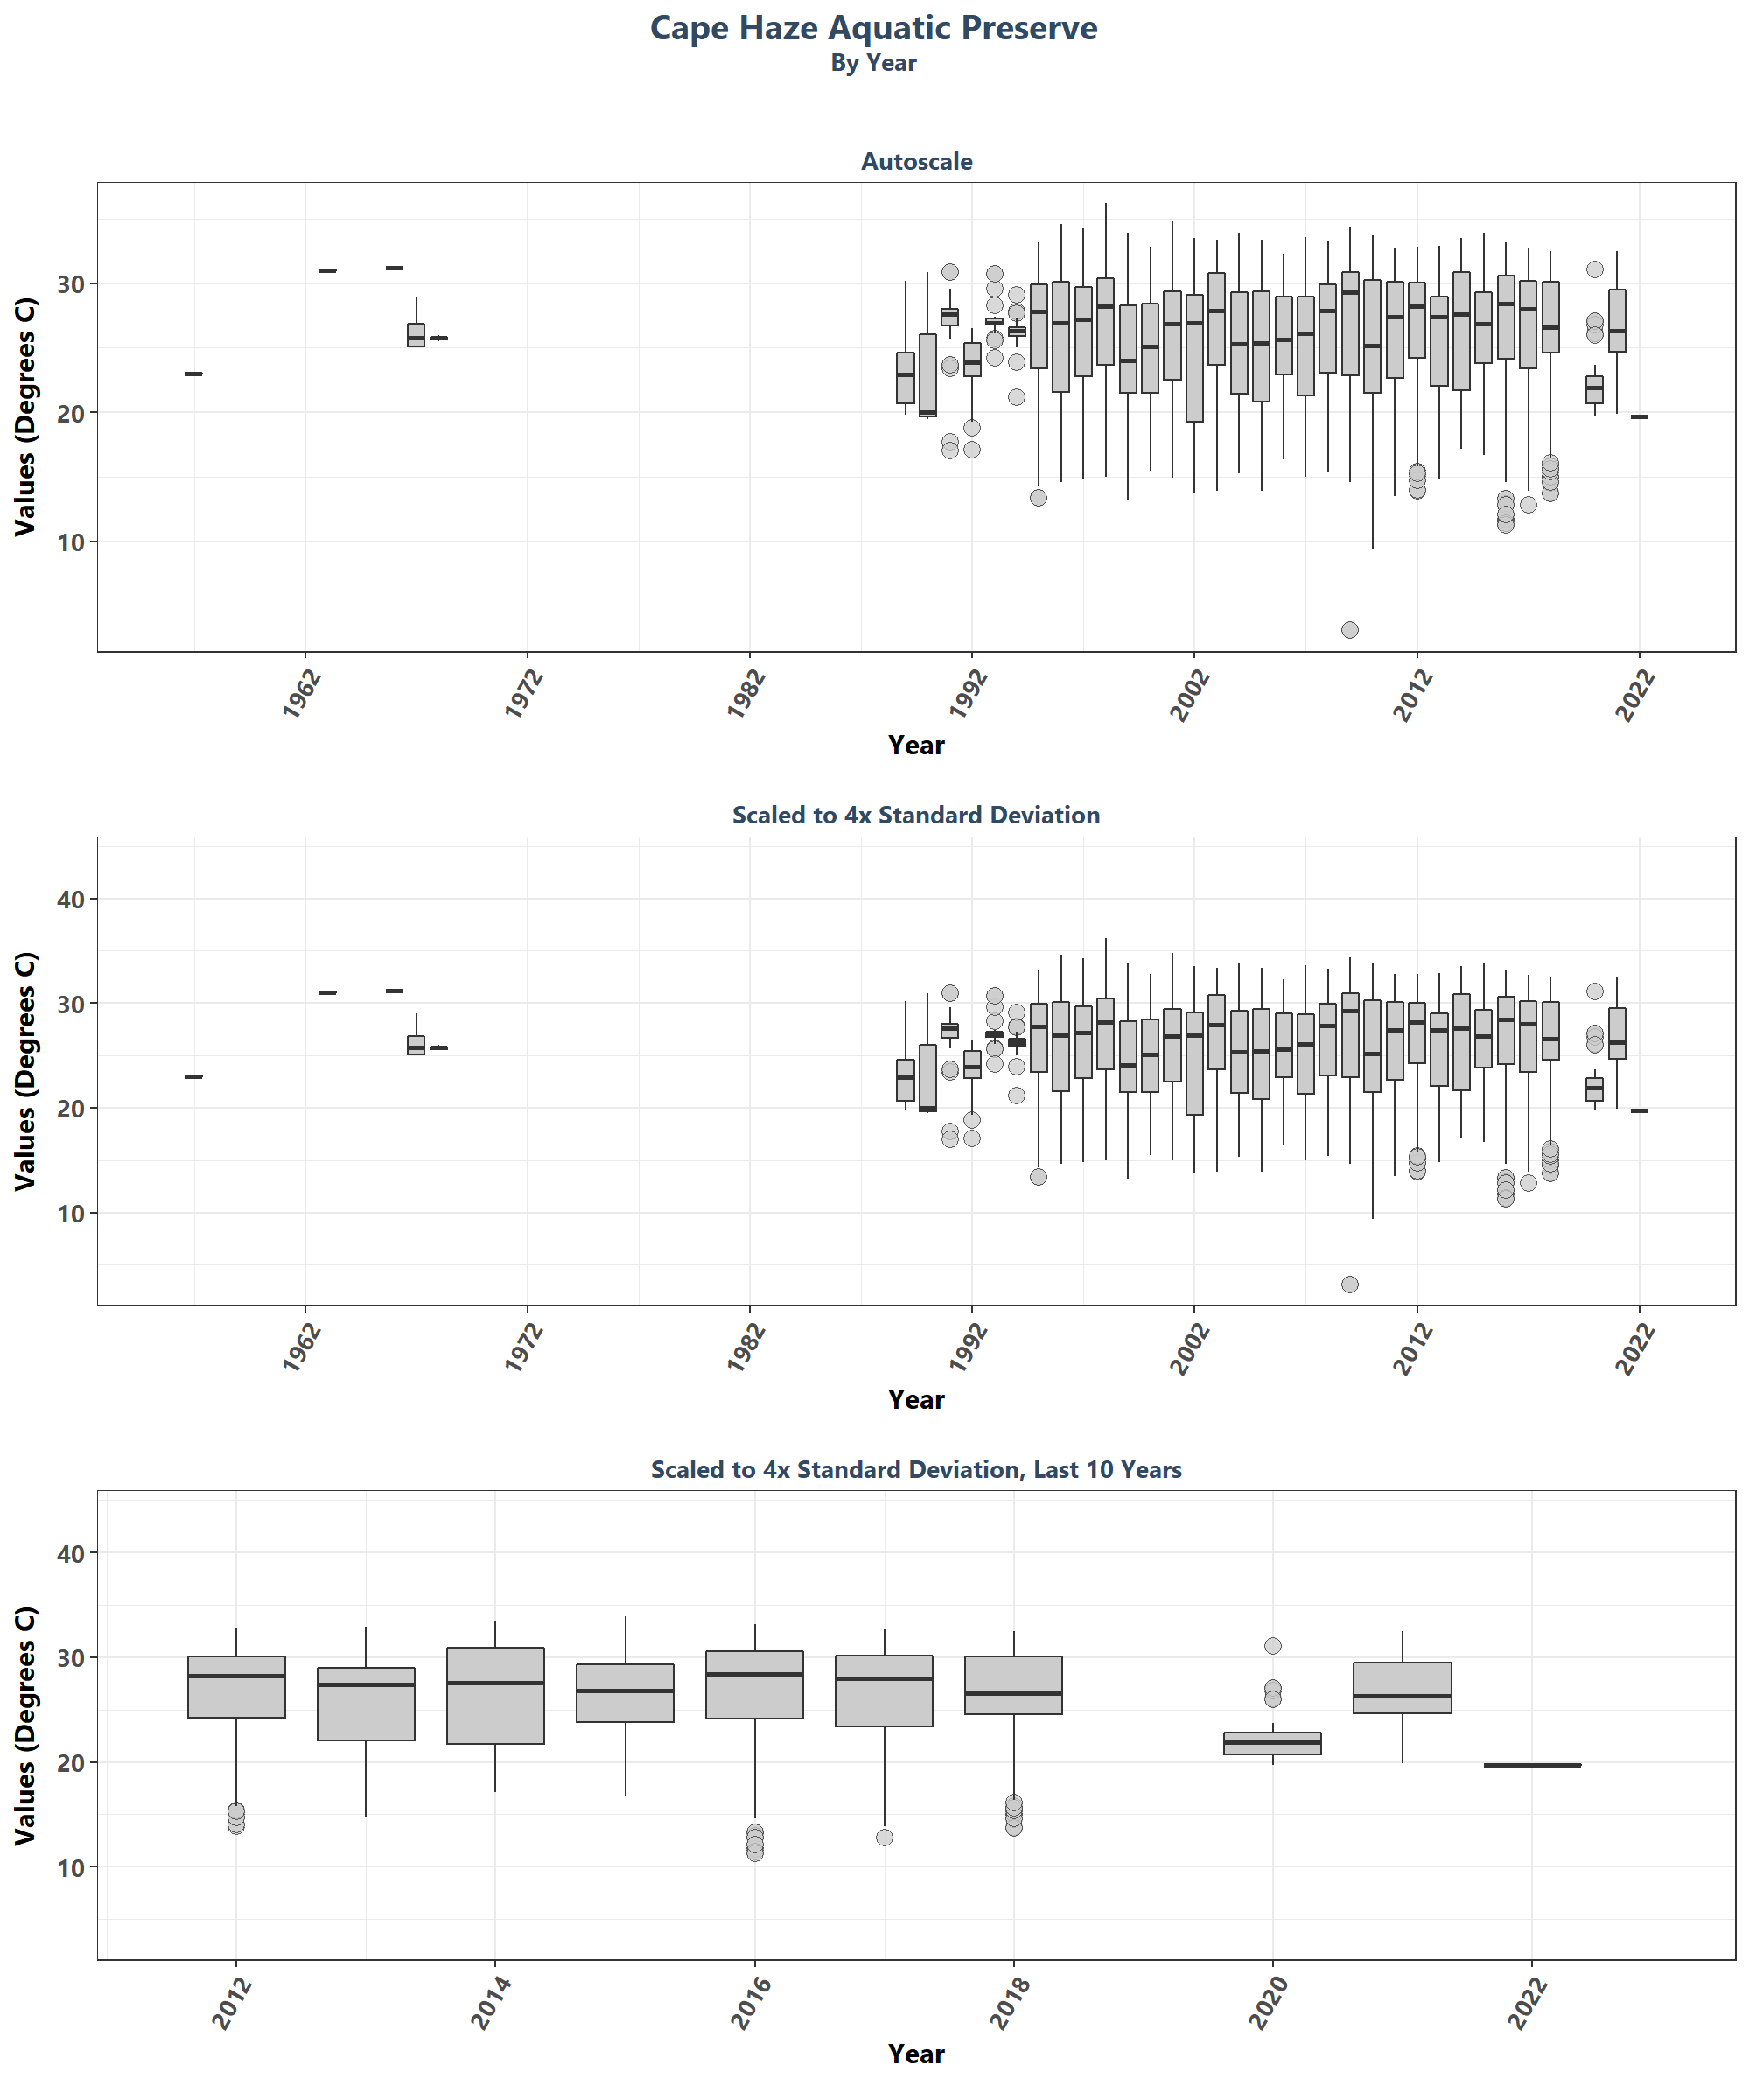 Cape Haze Aquatic Preserve
By Year
Autoscale
Values (Degrees C)
30
20
10
1962
1972
1982
1992
2002
2012
2022
Year
Scaled to 4x Standard Deviation
Values (Degrees C)
40
30
20
10
1962
1972
1982
1992
2002
2012
2022
Year
Scaled to 4x Standard Deviation, Last 10 Years
Values (Degrees C)
40
30
20
10
2012
2014
2016
2018
2020
2022
Year